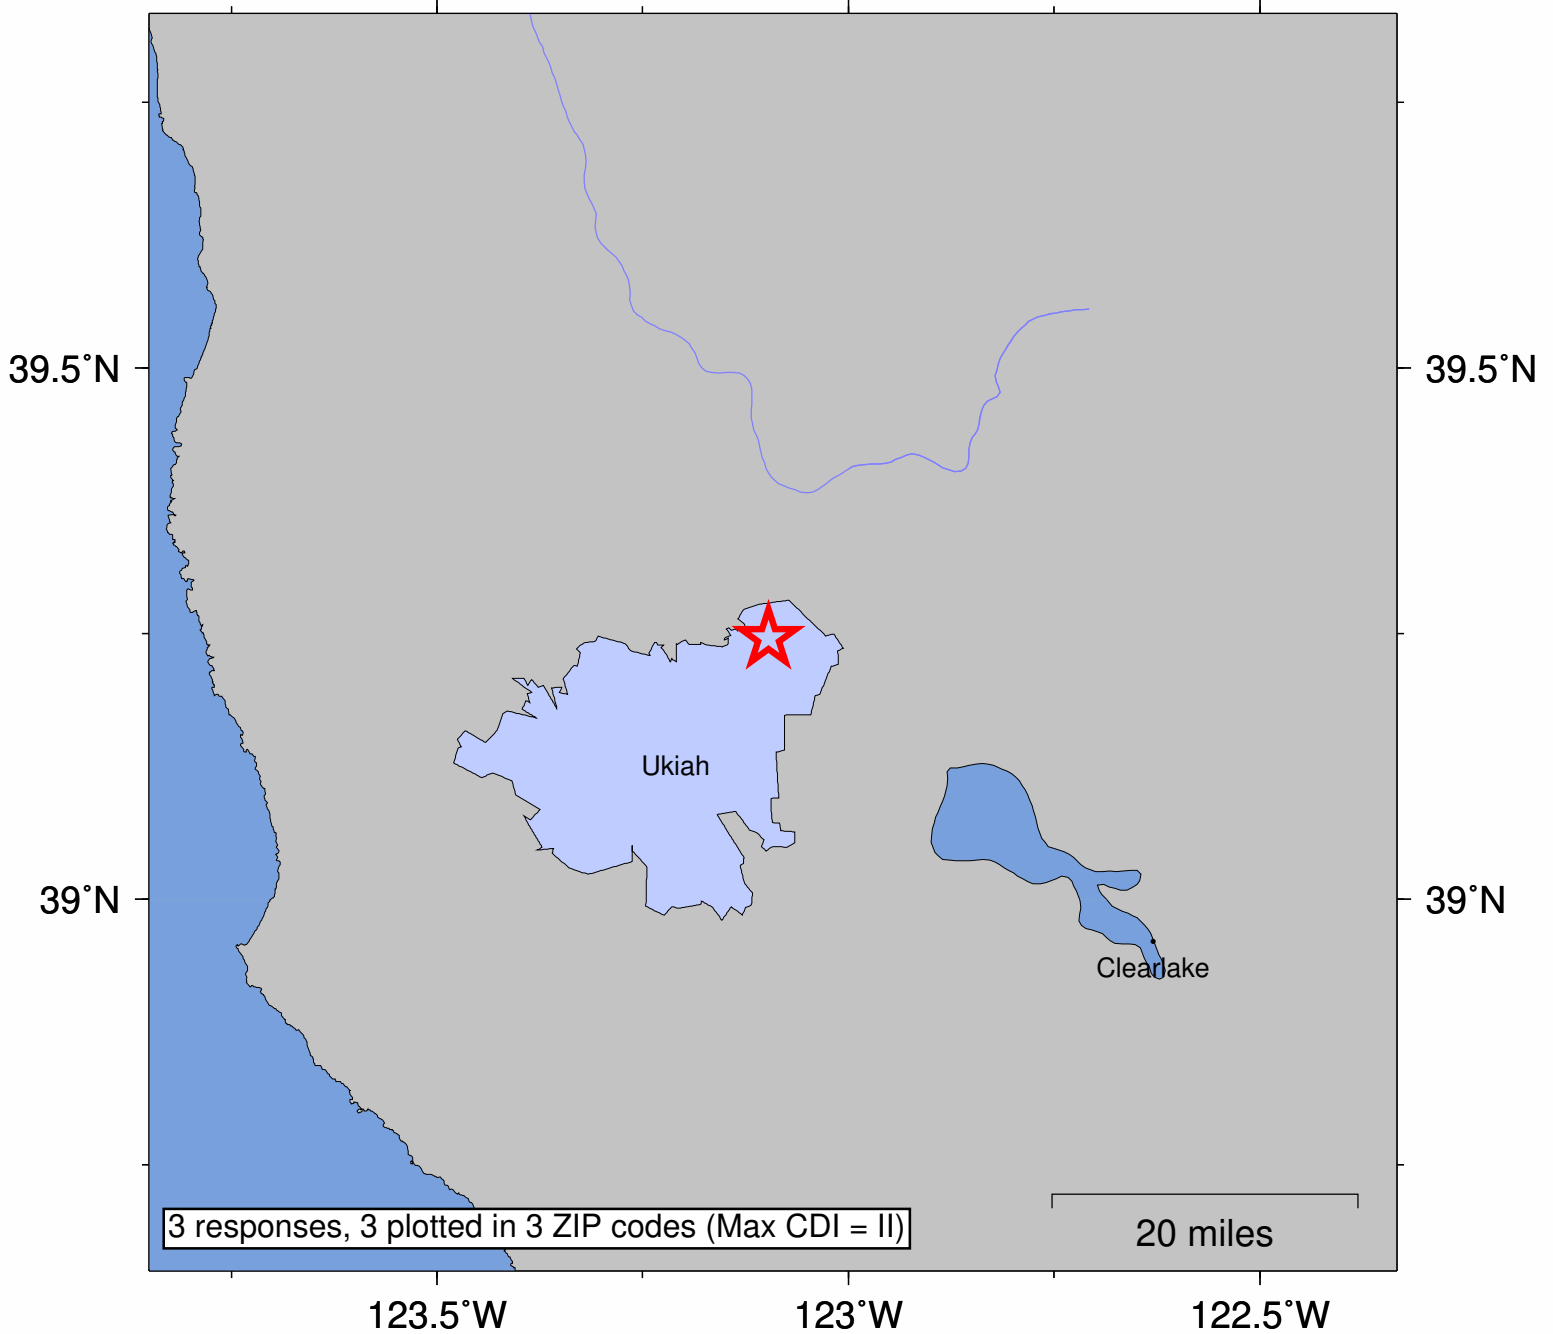 39.5˚N
39.5˚N
Ukiah
39˚N
39˚N
Clearlake
3 responses, 3 plotted in 3 ZIP codes (Max CDI = II)
20 miles
123.5˚W
123˚W
122.5˚W